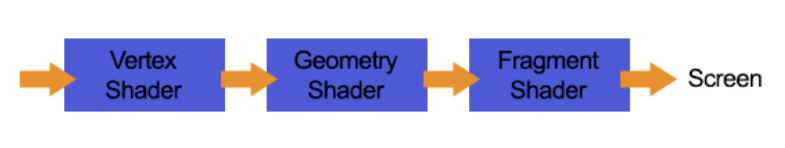 Vertex
Shader
Geometry
Shader
Fragment
Shader
Screen